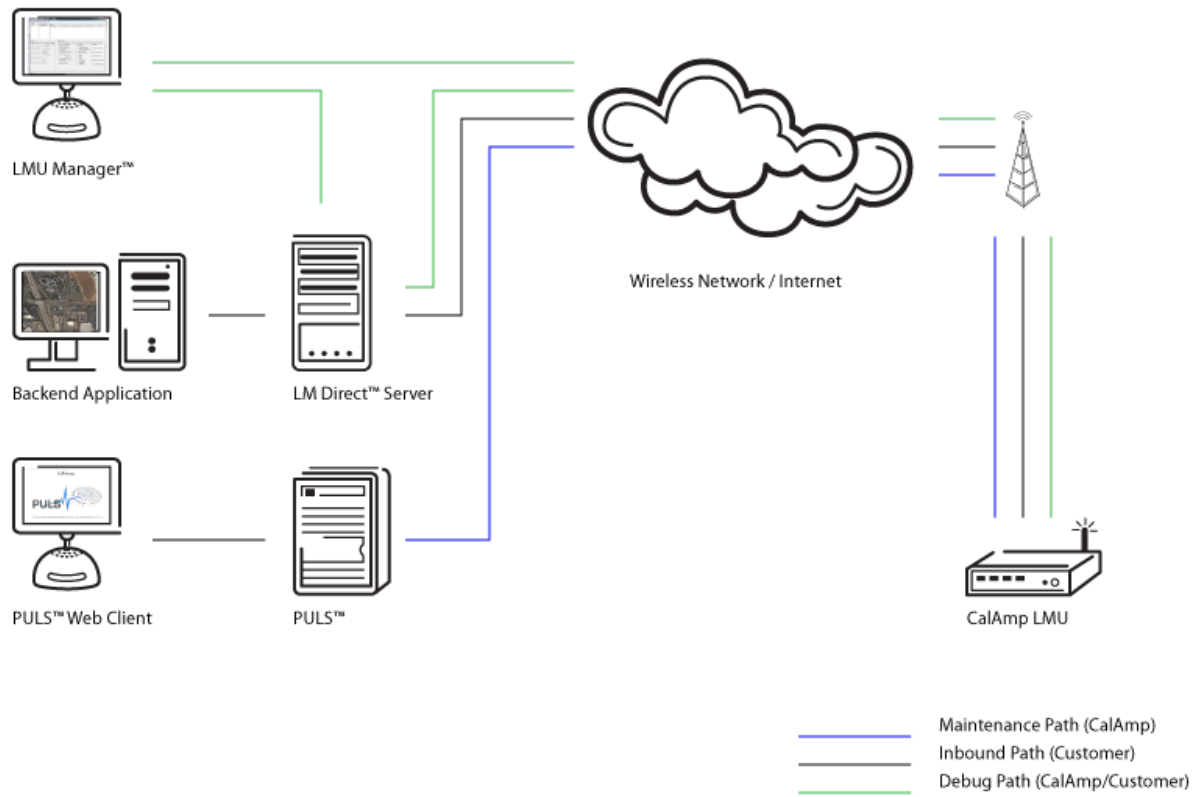 LMU Manager™
Wireless Network / Internet
Backend Application
LM Direct™ Server
PULS
PULS™ Web Client
PULS™
CalAmp LMU
Maintenance Path (CalAmp)
Inbound Path (Customer)
Debug Path (CalAmp/Customer)